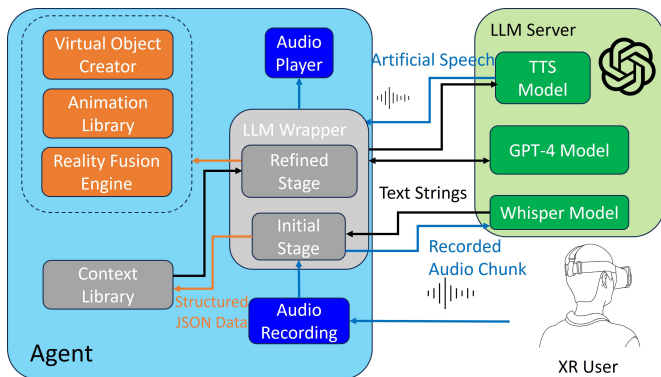 Virtual Object
Creator
Animation
Library
Reality Fusion
Engine
Context
Library
Structured
JSON Data
Agent
Audio
Player
LLM Wrapper
Refined
Stage
Initial
Stage
Audio
Recording
Artificial Speech
Text Strings
Recorded
Audio Chunk
LLM Server
TTS
Model
GPT-4 Model
Whisper Model
XR User